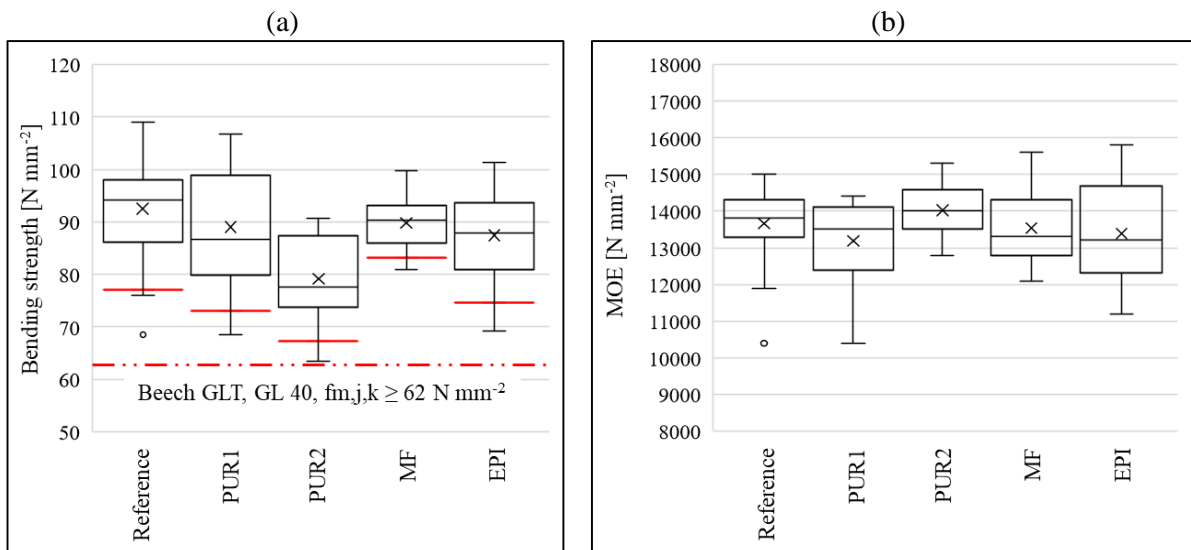 (a)
(b)
Bending strength [N mm⁻²]
120
110
100
90
80
70
60
50
Beech GLT, GL 40, fm,j,k ≥ 62 N mm⁻²
Reference
PUR1
PUR2
MF
EPI
MOE [N mm⁻²]
18000
17000
16000
15000
14000
13000
12000
11000
10000
9000
8000
Reference
PUR1
PUR2
MF
EPI